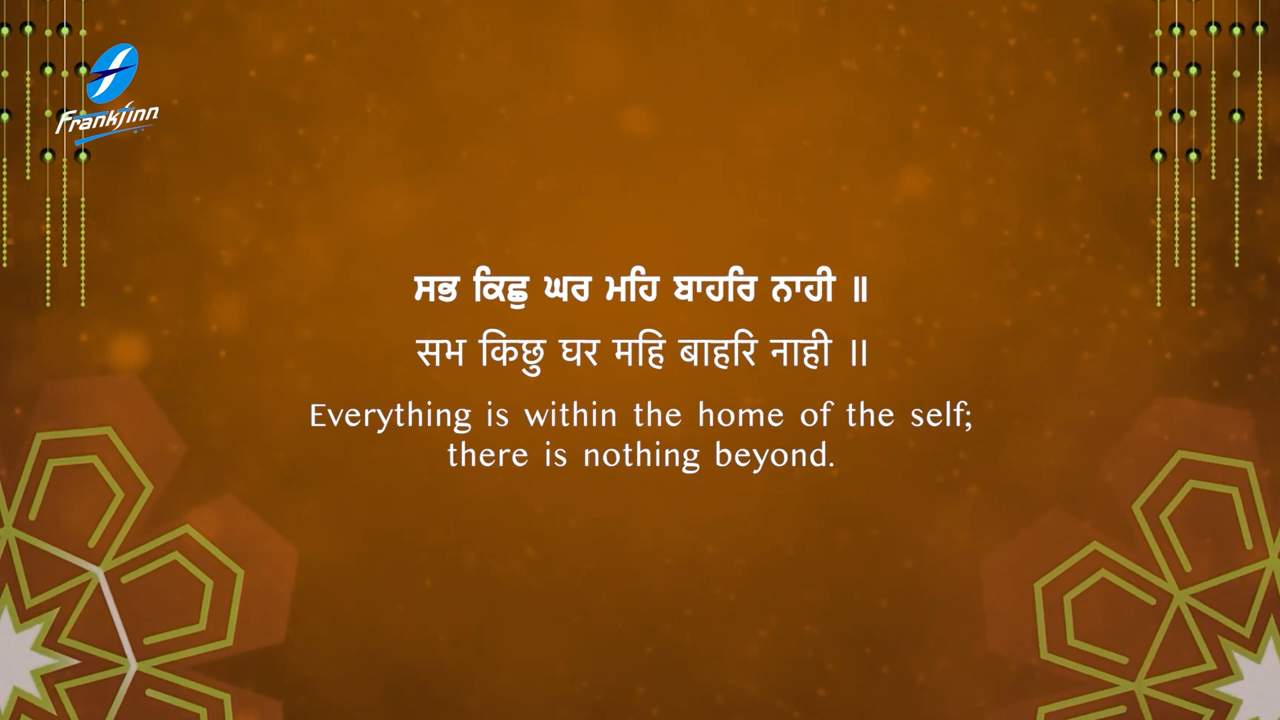 Frankfinn
ਸਭ ਕਿਛੁ ਘਰ ਮਹਿ ਬਾਹਰਿ ਨਾਹੀ ॥
सभ किछु घर महि बाहरि नाही ॥
Everything is within the home of the self;
there is nothing beyond.